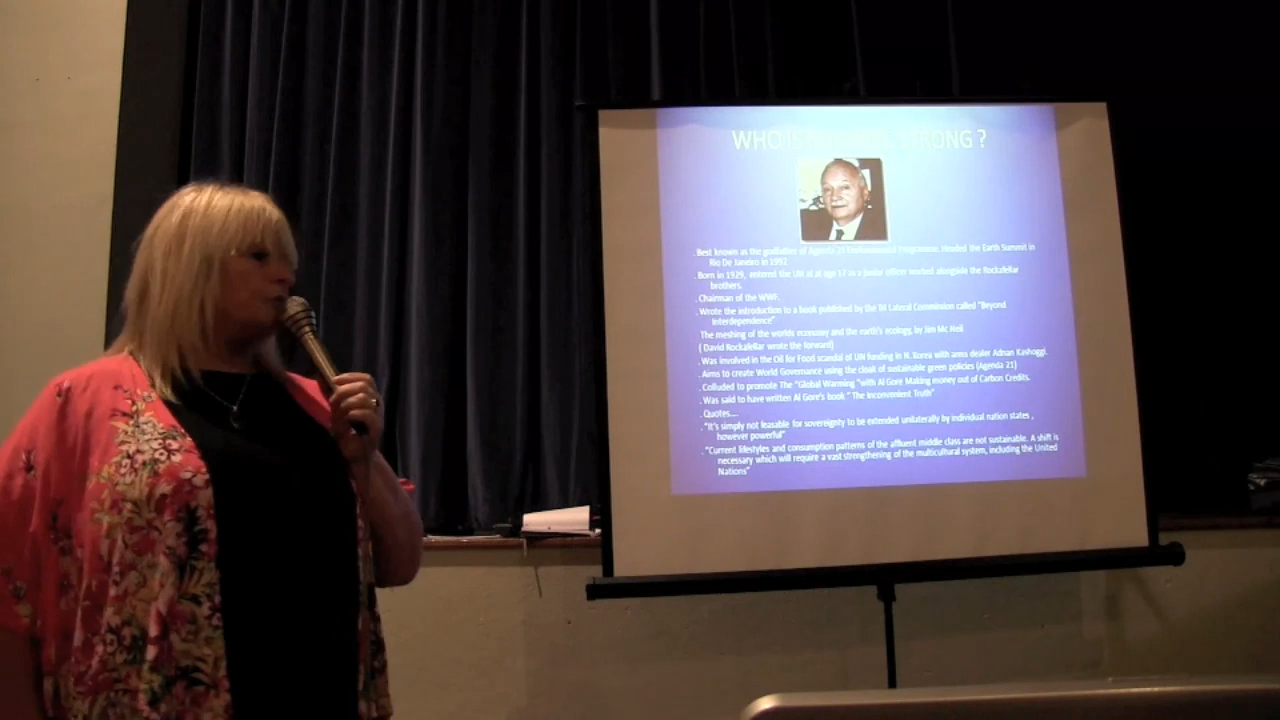 WHO IS STRONG ?
. Best known as the godfather of Agenda 21 Environmental Programme. Headed the Earth Summit in
Rio De Janeiro in 1992
. Born in 1929, entered the UN at at age 17 as a junior officer worked alongside the Rockafellar
brothers.
. Chairman of the WWF.
. Wrote the introduction to a book published by the Tri Lateral Commission called "Beyond
Interdependence"
The meshing of the worlds economy and the earth's ecology, by Jim Mc Neil
( David Rockafellar wrote the forward)
. Was involved in the Oil for Food scandal of UN funding in N. Korea with arms dealer Adnan Kashoggi.
. Aims to create World Governance using the cloak of sustainable green policies (Agenda 21)
. Colluded to promote The "Global Warming "with Al Gore Making money out of Carbon Credits.
. Was said to have written Al Gore's book " The Inconvenient Truth"
. Quotes....
. "It's simply not feasable for sovereignty to be extended unilaterally by individual nation states ,
however powerful"
. "Current lifestyles and consumption patterns of the affluent middle class are not sustainable. A shift is
necessary which will require a vast strengthening of the multicultural system, including the United
Nations"